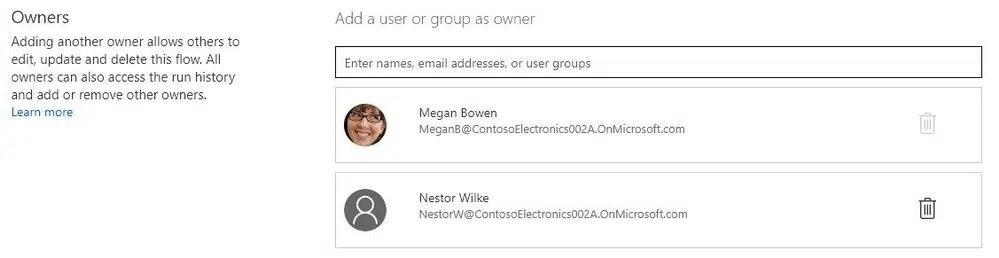 Owners
Adding another owner allows others to
edit, update and delete this flow. All
owners can also access the run history
and add or remove other owners.
Learn more
Add a user or group as owner
Enter names, email addresses, or user groups
Megan Bowen
MeganB@ContosoElectronics002A.OnMicrosoft.com
Nestor Wilke
NestorW@ContosoElectronics002A.OnMicrosoft.com